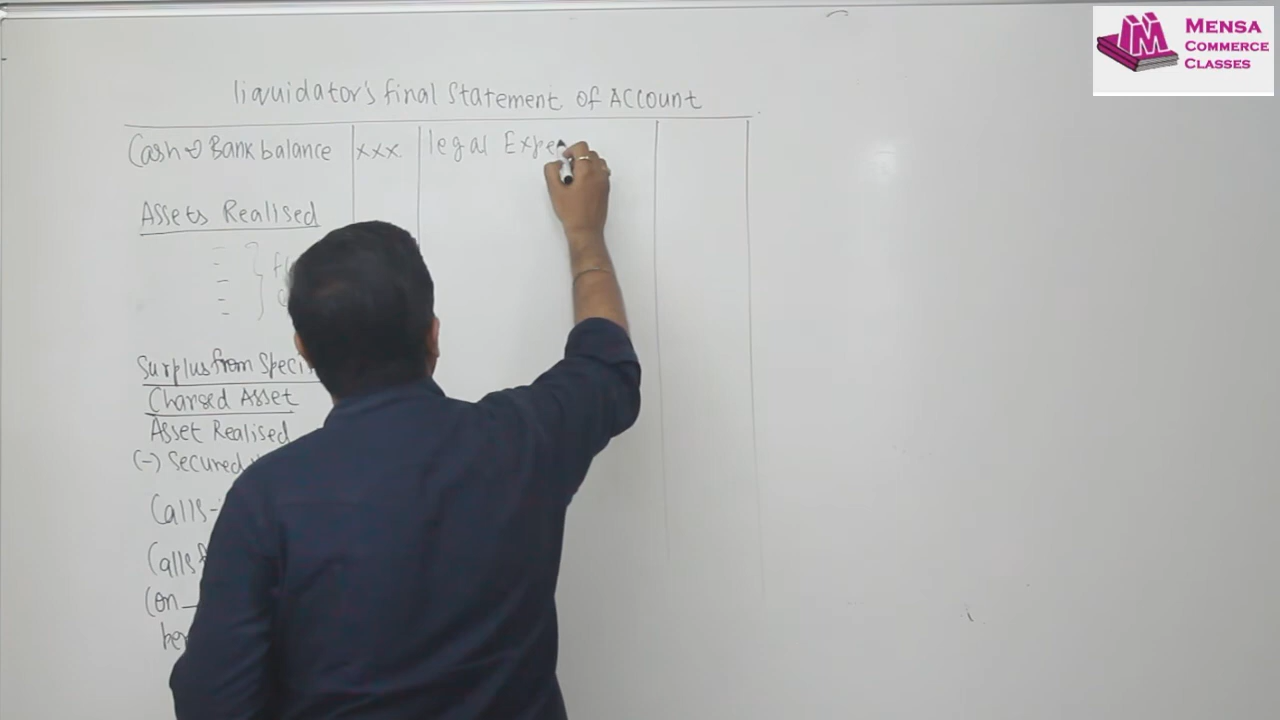 MENSA
COMMERCE
CLASSES
liquidator's final Statement of Account
Cash & Bank balance xxx. legal Expe
Assets Realised
Surplus from Speci
Charged Asset
Asset Realised
(-) Secured
Calls-
Calls
(on